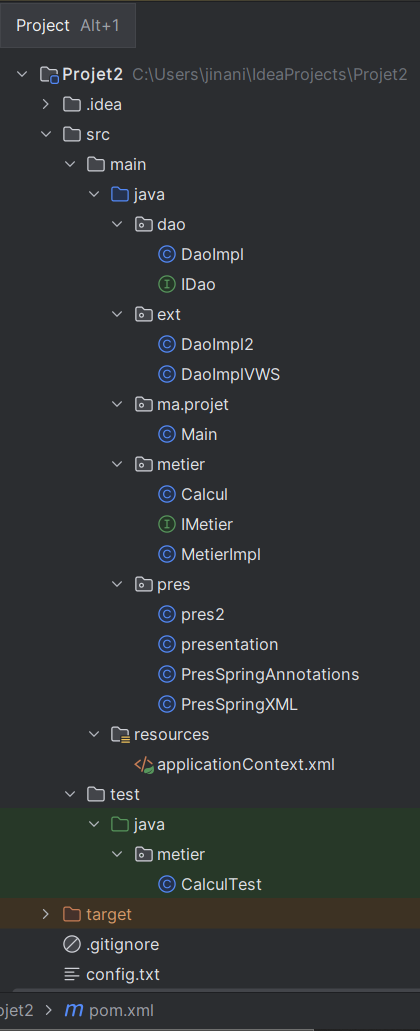 Project Alt+1
Projet2 C:\Users\jinani\IdeaProjects\Projet2
.idea
src
main
java
dao
C DaoImpl
I IDao
ext
C DaoImpl2
C DaoImplVWS
ma.projet
C Main
metier
C Calcul
I IMetier
C MetierImpl
pres
C pres2
C presentation
C PresSpringAnnotations
C PresSpringXML
resources
applicationContext.xml
test
java
metier
C CalculTest
target
.gitignore
config.txt
ojet2 > m pom.xml